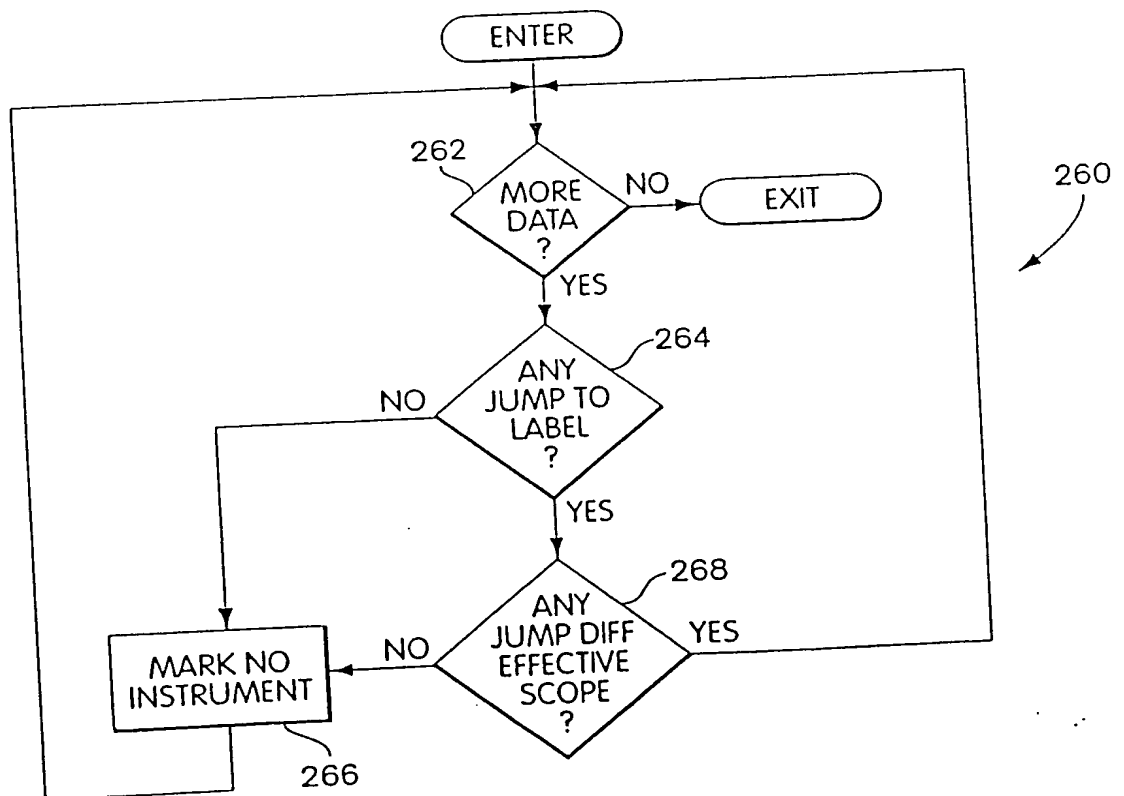 ENTER
262
MORE
DATA
?
NO
EXIT
260
YES
264
ANY
JUMP TO
LABEL
?
NO
YES
268
ANY
JUMP DIFF
EFFECTIVE
SCOPE
?
NO
YES
MARK NO
INSTRUMENT
266